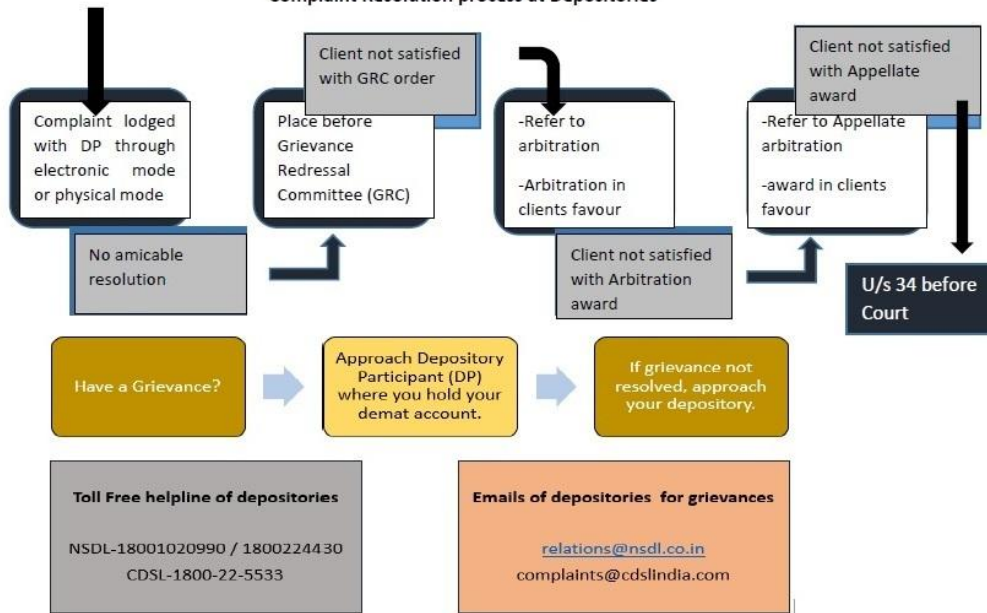 Complaint Resolution process at Depositories
Client not satisfied
with GRC order
Client not satisfied
with Appellate
award
Complaint lodged
with DP through
electronic mode
or physical mode
Place before
Grievance
Redressal
Committee (GRC)
-Refer to
arbitration
-Arbitration in
clients favour
-Refer to Appellate
arbitration
-award in clients
favour
No amicable
resolution
Client not satisfied
with Arbitration
award
U/s 34 before
Court
Have a Grievance?
Approach Depository
Participant (DP)
where you hold your
demat account.
If grievance not
resolved, approach
your depository.
Toll Free helpline of depositories
NSDL-18001020990 / 1800224430
CDSL-1800-22-5533
Emails of depositories for grievances
relations@nsdl.co.in
complaints@cdslindia.com